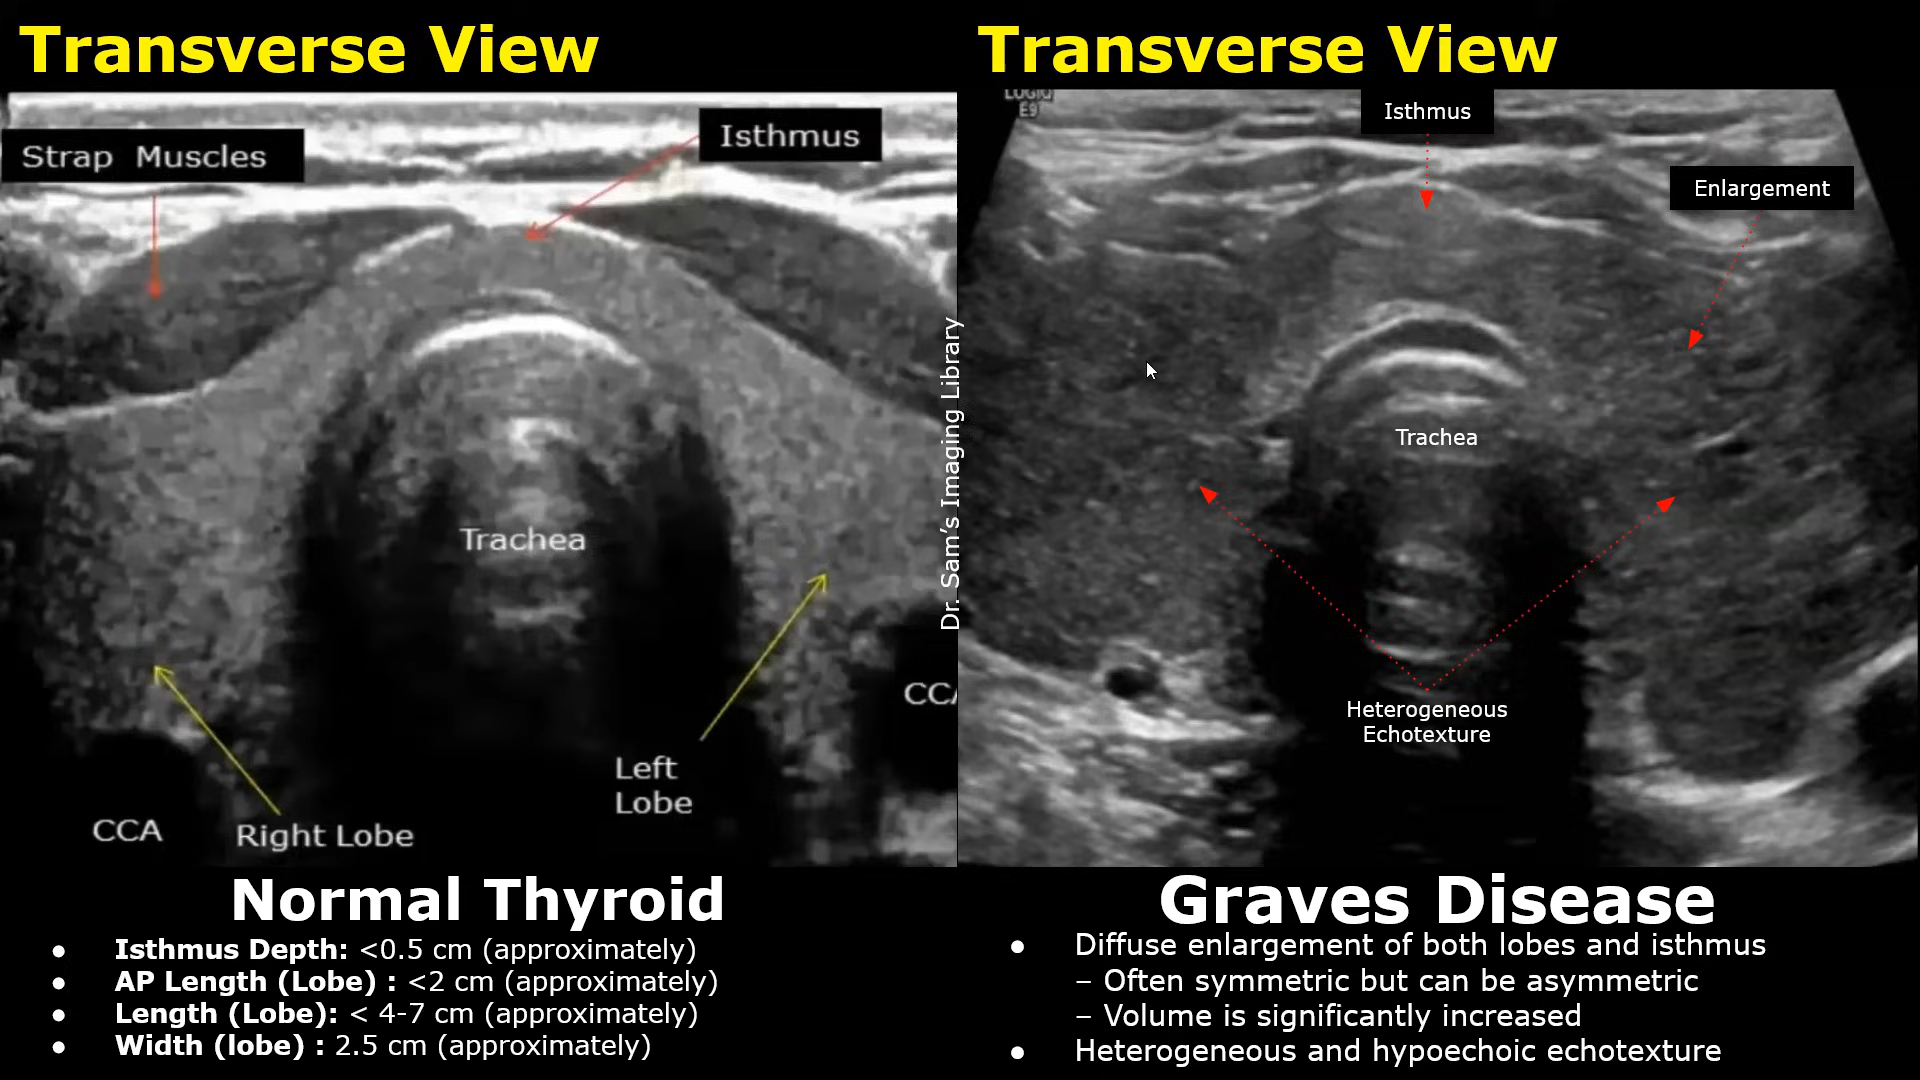 Transverse View
Strap Muscles
Isthmus
Trachea
CCA
Left
Lobe
CCA
Right Lobe
Normal Thyroid
• Isthmus Depth: <0.5 cm (approximately)
• AP Length (Lobe) : <2 cm (approximately)
• Length (Lobe): < 4-7 cm (approximately)
• Width (lobe) : 2.5 cm (approximately)
Dr. Sam’s Imaging Library
Transverse View
LOGIQ
E9
Isthmus
Enlargement
Trachea
Heterogeneous
Echotexture
Graves Disease
• Diffuse enlargement of both lobes and isthmus
– Often symmetric but can be asymmetric
– Volume is significantly increased
• Heterogeneous and hypoechoic echotexture